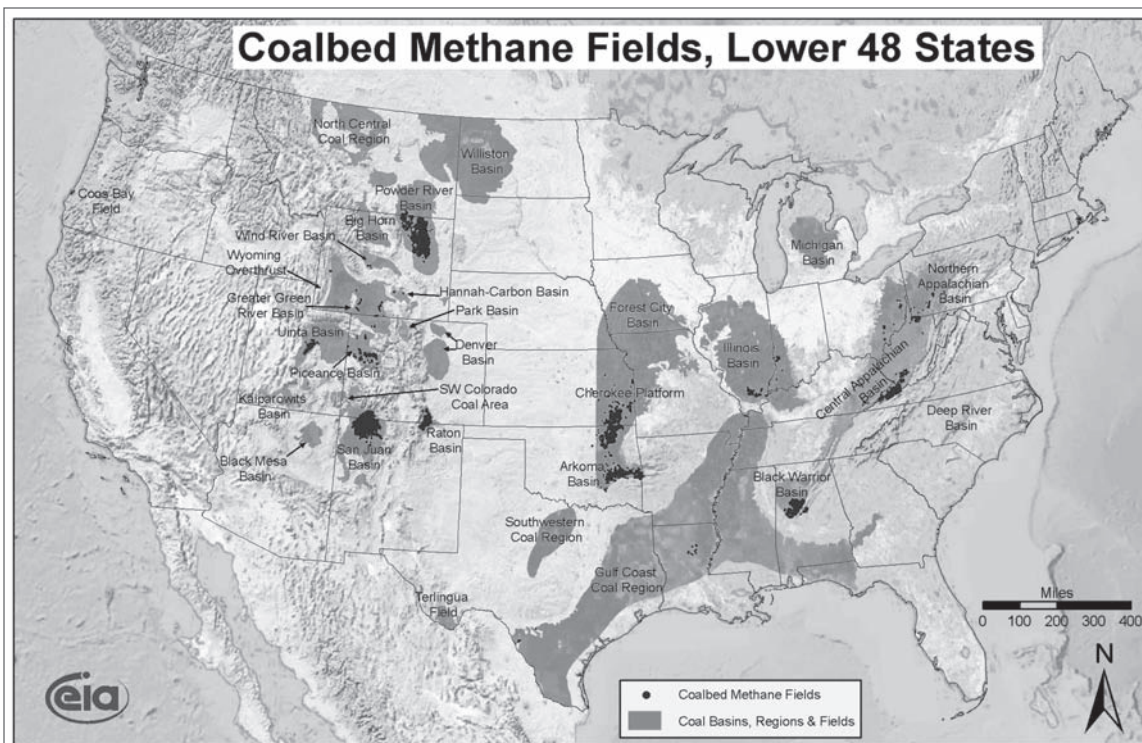 Coalbed Methane Fields, Lower 48 States
North Central
Coal Region
Williston
Basin
Coos Bay
Field
Powder River
Basin
Big Horn
Basin
Wind River Basin
Wyoming
Overthrust
Greater Green
River Basin
Hannah-Carbon Basin
Park Basin
Uinta Basin
Denver
Basin
Piceance Basin
SW Colorado
Coal Area
Kaiparowits
Basin
Black Mesa
Basin
San Juan
Basin
Raton
Basin
Michigan
Basin
Northern
Appalachian
Basin
Forest City
Basin
Illinois
Basin
Central Appalachian
Basin
Cherokee Platform
Deep River
Basin
Arkoma
Basin
Black Warrior
Basin
Southwestern
Coal Region
Gulf Coast
Coal Region
Terlingua
Field
Miles
0 100 200 300 400
N
eia
Coalbed Methane Fields
Coal Basins, Regions & Fields